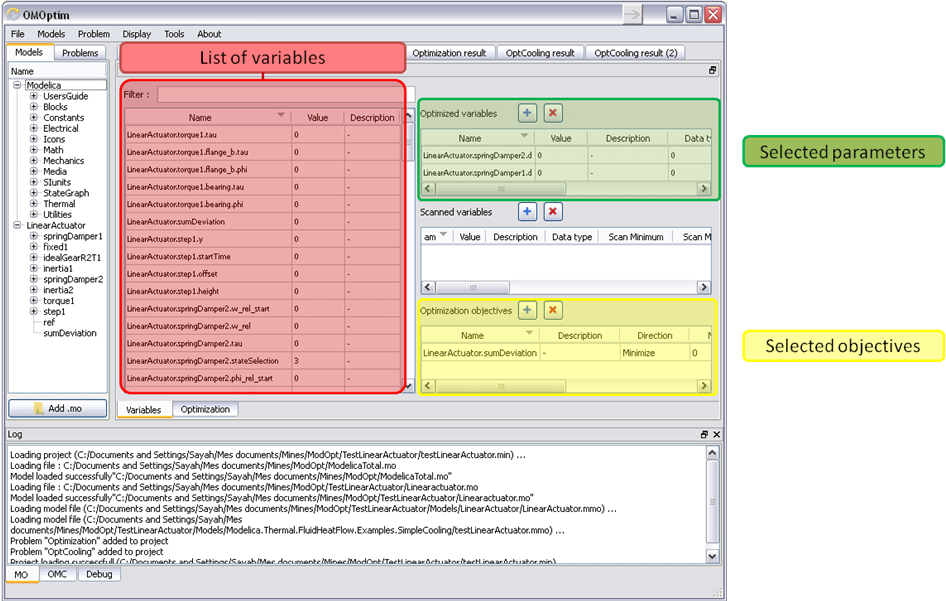 OMOptim
File Models Problem Display Tools About
Models Problems
Optimization result OptCooling result OptCooling result (2)
List of variables
Name
Modelica
UsersGuide
Blocks
Constants
Electrical
Icons
Math
Mechanics
Media
SIunits
StateGraph
Thermal
Utilities
LinearActuator
springDamper1
fixed1
idealGearR2T1
inertia1
springDamper2
inertia2
torque1
step1
ref
sumDeviation
Add .mo
Filter :
Name Value Description
LinearActuator.torque1.tau 0 -
LinearActuator.torque1.flange_b.tau 0 -
LinearActuator.torque1.flange_b.phi 0 -
LinearActuator.torque1.bearing.tau 0 -
LinearActuator.torque1.bearing.phi 0 -
LinearActuator.sumDeviation 0 -
LinearActuator.step1.y 0 -
LinearActuator.step1.startTime 0 -
LinearActuator.step1.offset 0 -
LinearActuator.step1.height 0 -
LinearActuator.springDamper2.w_rel_start 0 -
LinearActuator.springDamper2.w_rel 0 -
LinearActuator.springDamper2.tau 0 -
LinearActuator.springDamper2.stateSelection 3 -
LinearActuator.springDamper2.phi_rel_start 0 -
Variables Optimization
Optimized variables
Name Value Description Data ty
LinearActuator.springDamper2.d 0 - 0
LinearActuator.springDamper1.d 0 - 0
Selected parameters
Scanned variables
am Value Description Data type Scan Minimum Scan M
Optimization objectives
Name Description Direction
LinearActuator.sumDeviation - Minimize 0
Selected objectives
Log
Loading project (C:/Documents and Settings/Sayah/Mes documents/Mines/ModOpt/TestLinearActuator/testLinearActuator.min) ...
Loading file : C:/Documents and Settings/Sayah/Mes documents/Mines/ModOpt/ModelicaTotal.mo
Model loaded successfully"C:/Documents and Settings/Sayah/Mes documents/Mines/ModOpt/ModelicaTotal.mo"
Loading file : C:/Documents and Settings/Sayah/Mes documents/Mines/ModOpt/TestLinearActuator/Linearactuator.mo
Model loaded successfully"C:/Documents and Settings/Sayah/Mes documents/Mines/ModOpt/TestLinearActuator/Linearactuator.mo"
Loading model file (C:/Documents and Settings/Sayah/Mes documents/Mines/ModOpt/TestLinearActuator/Models/LinearActuator/LinearActuator.mmo) ...
Loading model file (C:/Documents and Settings/Sayah/Mes
documents/Mines/ModOpt/TestLinearActuator/Models/Modelica.Thermal.FluidHeatFlow.Examples.SimpleCooling/testLinearActuator.mmo) ...
Problem "Optimization" added to project
Problem "OptCooling" added to project
Project loading successfull (C:/Documents and Settings/Sayah/Mes documents/Mines/ModOpt/TestLinearActuator/testLinearActuator.min)
MO OMC Debug